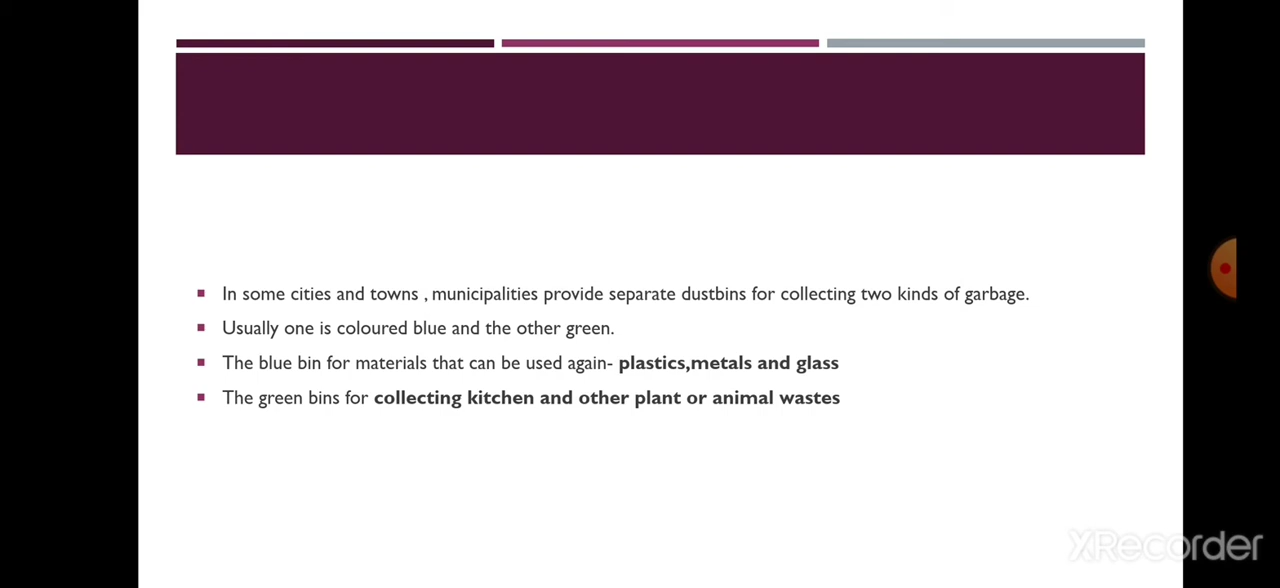 In some cities and towns , municipalities provide separate dustbins for collecting two kinds of garbage.
Usually one is coloured blue and the other green.
The blue bin for materials that can be used again- plastics,metals and glass
The green bins for collecting kitchen and other plant or animal wastes
XRecorder